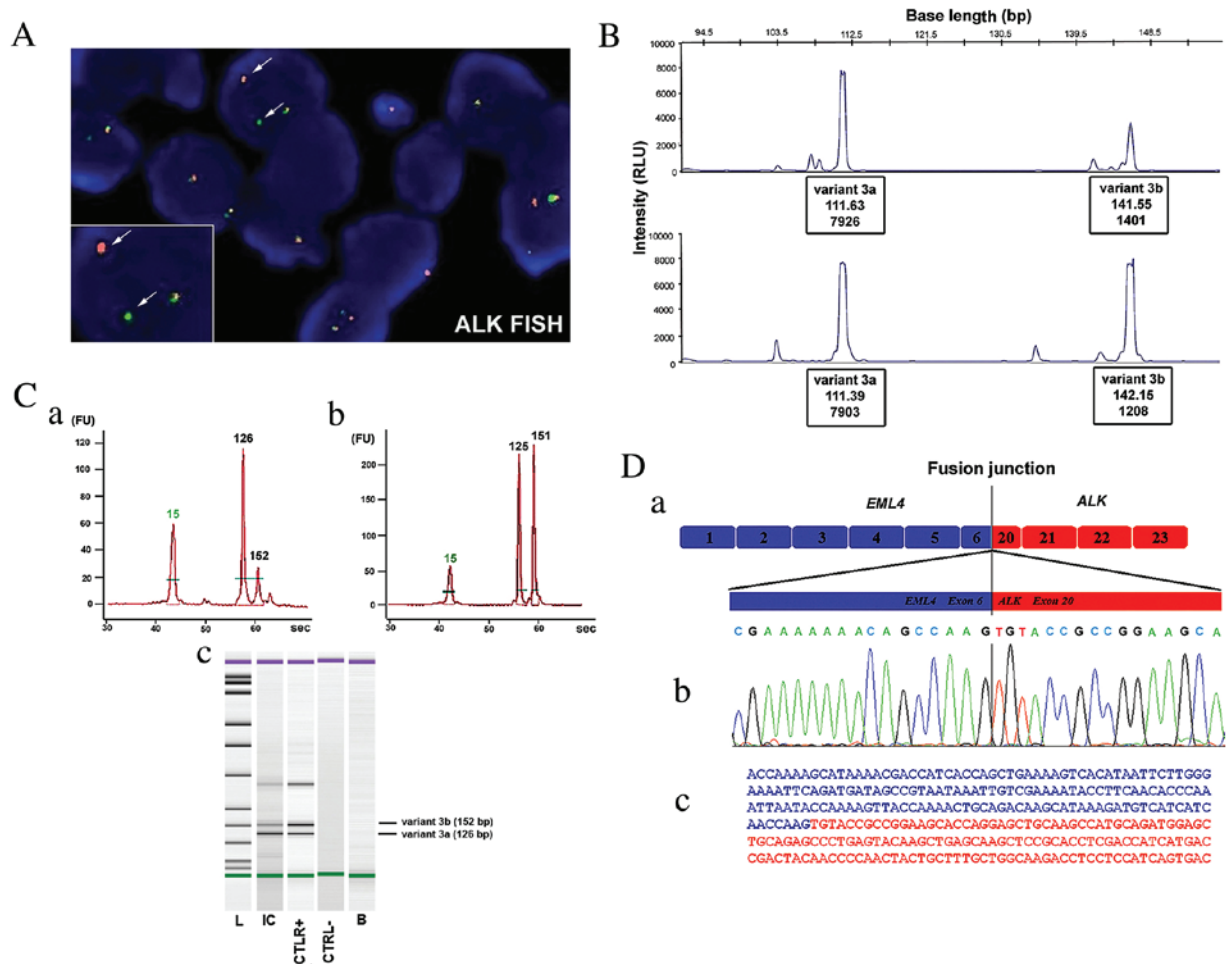 A
ALK FISH
B
Base length (bp)
94.5 103.5 112.5 121.5 130.5 139.5 148.5
Intensity (RLU)
10000
8000
6000
4000
2000
0
variant 3a
111.63
7926
variant 3b
141.55
1401
10000
8000
6000
4000
2000
0
variant 3a
111.39
7903
variant 3b
142.15
1208
C
a
(FU)
120
100
80
60
40
20
0
15
126
152
30 40 50 60 sec
b
(FU)
200
150
100
50
0
15
125
151
30 40 50 60 sec
c
variant 3b (152 bp)
variant 3a (126 bp)
L IC CTLR+ CTRL- B
D
Fusion junction
a
EML4 ALK
1 2 3 4 5 6 20 21 22 23
EML4 Exon 6 ALK Exon 20
C G A A A A A A A C A G C C A A G T G T A C C G C C G G A A G C A
b
c
ACCAAAAGCATAAAACGACCATCACCAGCTGAAAAGTCACATAATTCTTGGG
AAAATTCAGATGATAGCCGTAATAAATTGTCGAAAATACCTTCAACACCCAA
ATTAATACCAAAAGTTACCAAAACTGCAGACAAGCATAAAGATGTCATCATC
AACCAAGTGTACCGCCGGAAGCACCAGGAGCTGCAAGCCATGCAGATGGAGC
TGCAGAGCCCTGAGTACAAGCTGAGCAAGCTCCGCACCTCGACCATCATGAC
CGACTACAACCCCAACTACTGCTTTGCTGGCAAGACCTCCTCCATCAGTGAC